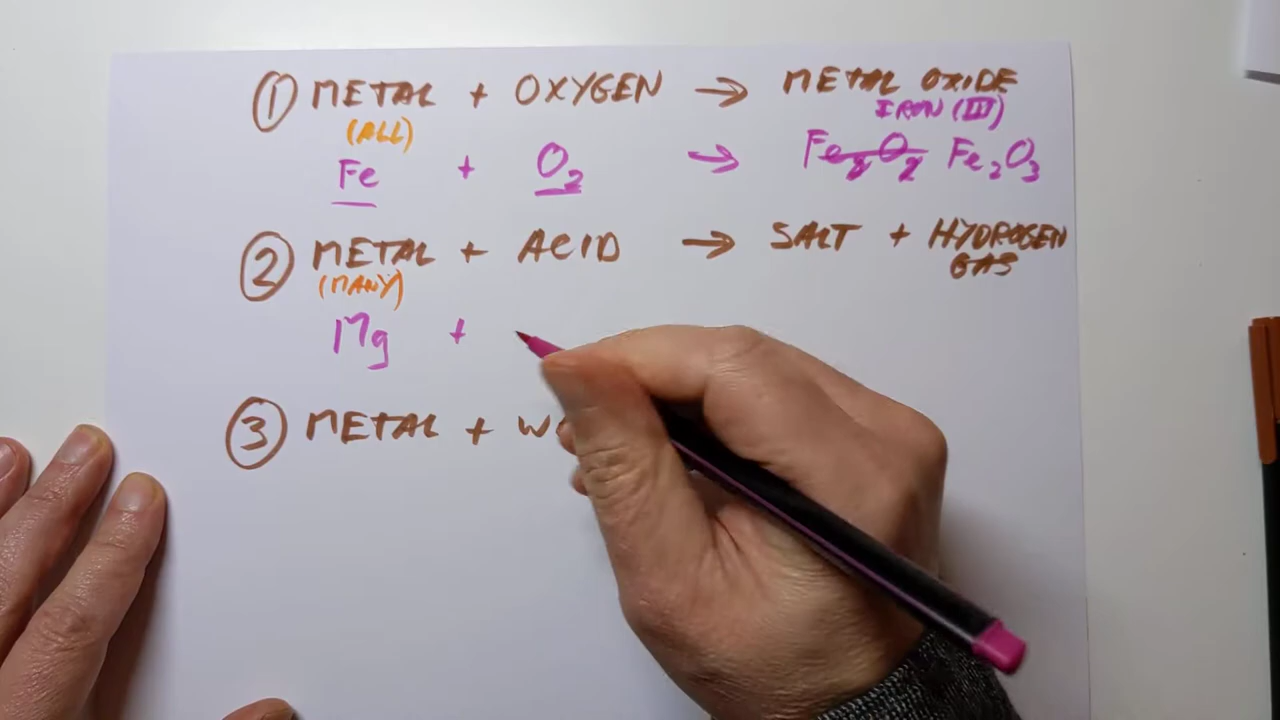 ① METAL + OXYGEN → METAL OXIDE
(ALL) IRON (III)
Fe + O₂ → Fe₂O₃
② METAL + ACID → SALT + HYDROGEN
(MANY) GAS
Mg +
③ METAL +